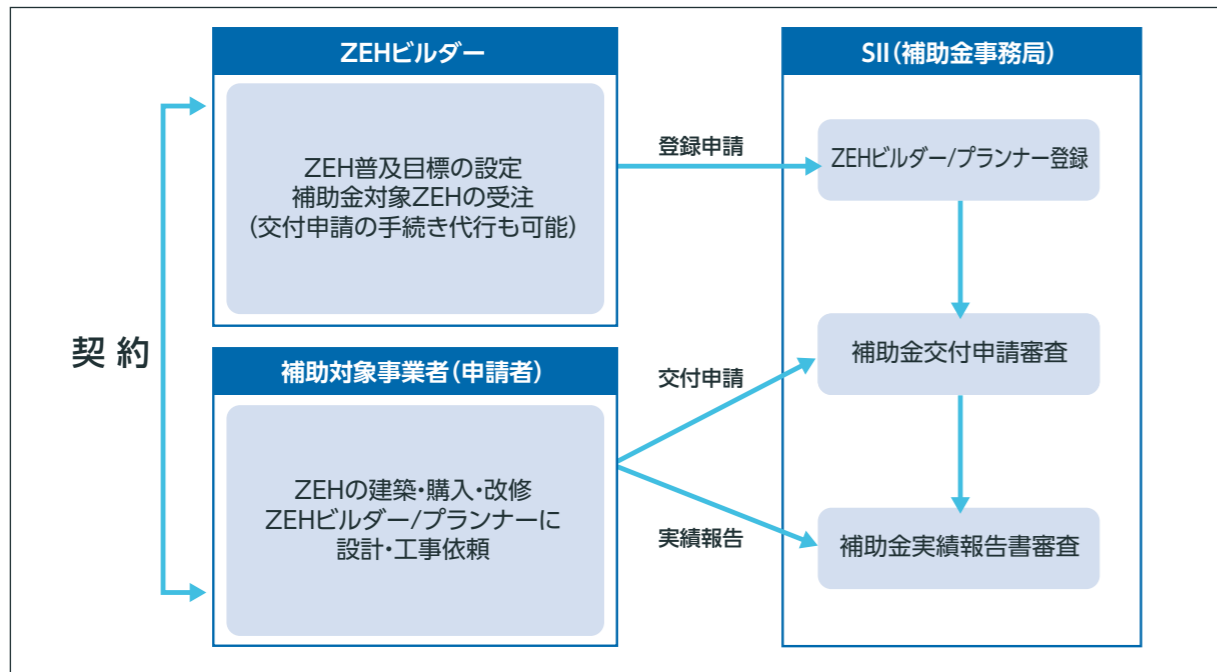 ZEHビルダー
ZEH普及目標の設定
補助金対象ZEHの受注
(交付申請の手続き代行も可能)
契 約
補助対象事業者(申請者)
ZEHの建築・購入・改修
ZEHビルダー/プランナーに
設計・工事依頼
登録申請
交付申請
実績報告
SII(補助金事務局)
ZEHビルダー/プランナー登録
補助金交付申請審査
補助金実績報告書審査